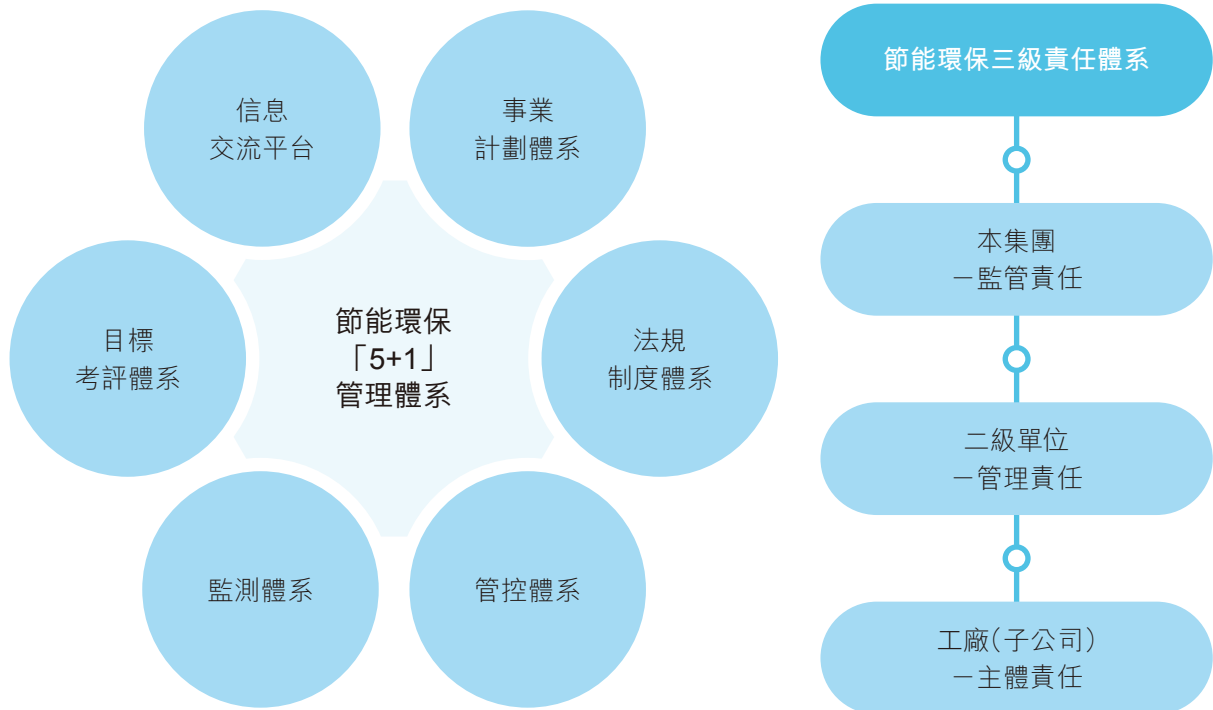 信息
交流平台
事業
計劃體系
目標
考評體系
節能環保
「5+1」
管理體系
法規
制度體系
監測體系
管控體系
節能環保三級責任體系
本集團
－監管責任
二級單位
－管理責任
工廠(子公司)
－主體責任